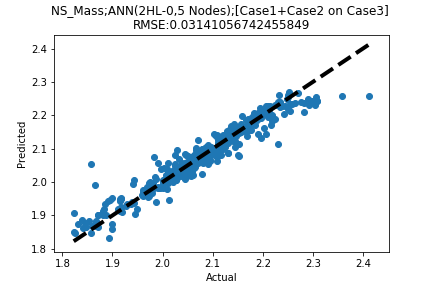 NS_Mass;ANN(2HL-0,5 Nodes);[Case1+Case2 on Case3]
RMSE:0.03141056742455849
2.4
2.3
2.2
2.1
2.0
1.9
1.8
Predicted
1.8 1.9 2.0 2.1 2.2 2.3 2.4
Actual